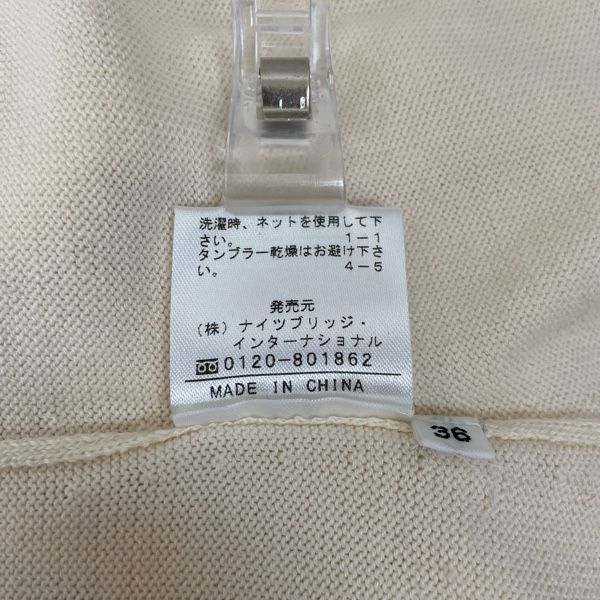 洗濯時、ネットを使用して下
さい。 1－1
タンブラー乾燥はお避け下さ
い。 4－5
発売元
（株）ナイツブリッジ・
インターナショナル
0120-801862
MADE IN CHINA
36